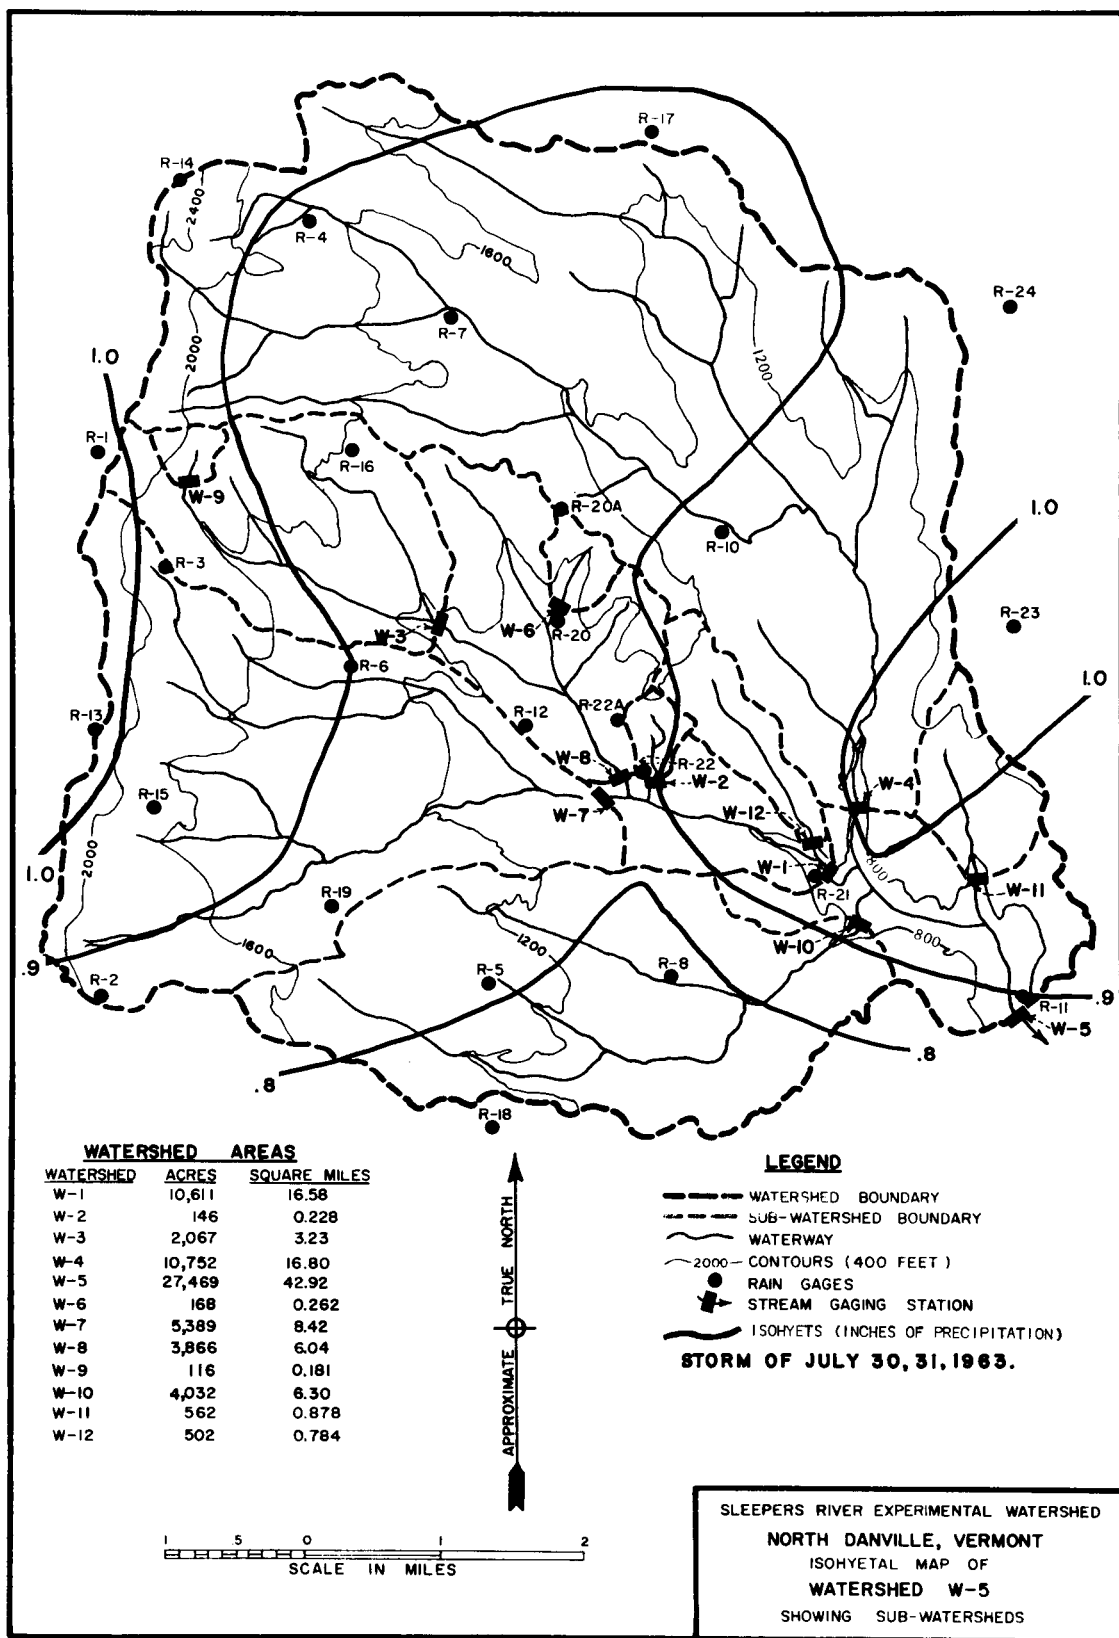 R-17
R-14
2400
R-4
1600
R-24
R-7
2000
1200
1.0
R-1
R-16
W-9
R-20A
1.0
R-10
R-3
R-23
W-3
W-6
R-20
R-6
1.0
R-13
R-22A
R-12
W-8
R-22
W-2
W-4
R-15
W-7
W-12
2000
W-1
800
1.0
R-21
W-11
R-19
1600
1200
W-10
800
.9
R-8
R-5
R-2
.9
R-11
W-5
.8
.8
R-18
WATERSHED AREAS
WATERSHED ACRES SQUARE MILES
W-1 10,611 16.58
W-2 146 0.228
W-3 2,067 3.23
W-4 10,752 16.80
W-5 27,469 42.92
W-6 168 0.262
W-7 5,389 8.42
W-8 3,866 6.04
W-9 116 0.181
W-10 4,032 6.30
W-11 562 0.878
W-12 502 0.784
APPROXIMATE TRUE NORTH
LEGEND
WATERSHED BOUNDARY
SUB-WATERSHED BOUNDARY
WATERWAY
2000 CONTOURS (400 FEET)
RAIN GAGES
STREAM GAGING STATION
ISOHYETS (INCHES OF PRECIPITATION)
STORM OF JULY 30, 31, 1963.
1 .5 0 1 2
SCALE IN MILES
SLEEPERS RIVER EXPERIMENTAL WATERSHED
NORTH DANVILLE, VERMONT
ISOHYETAL MAP OF
WATERSHED W-5
SHOWING SUB-WATERSHEDS